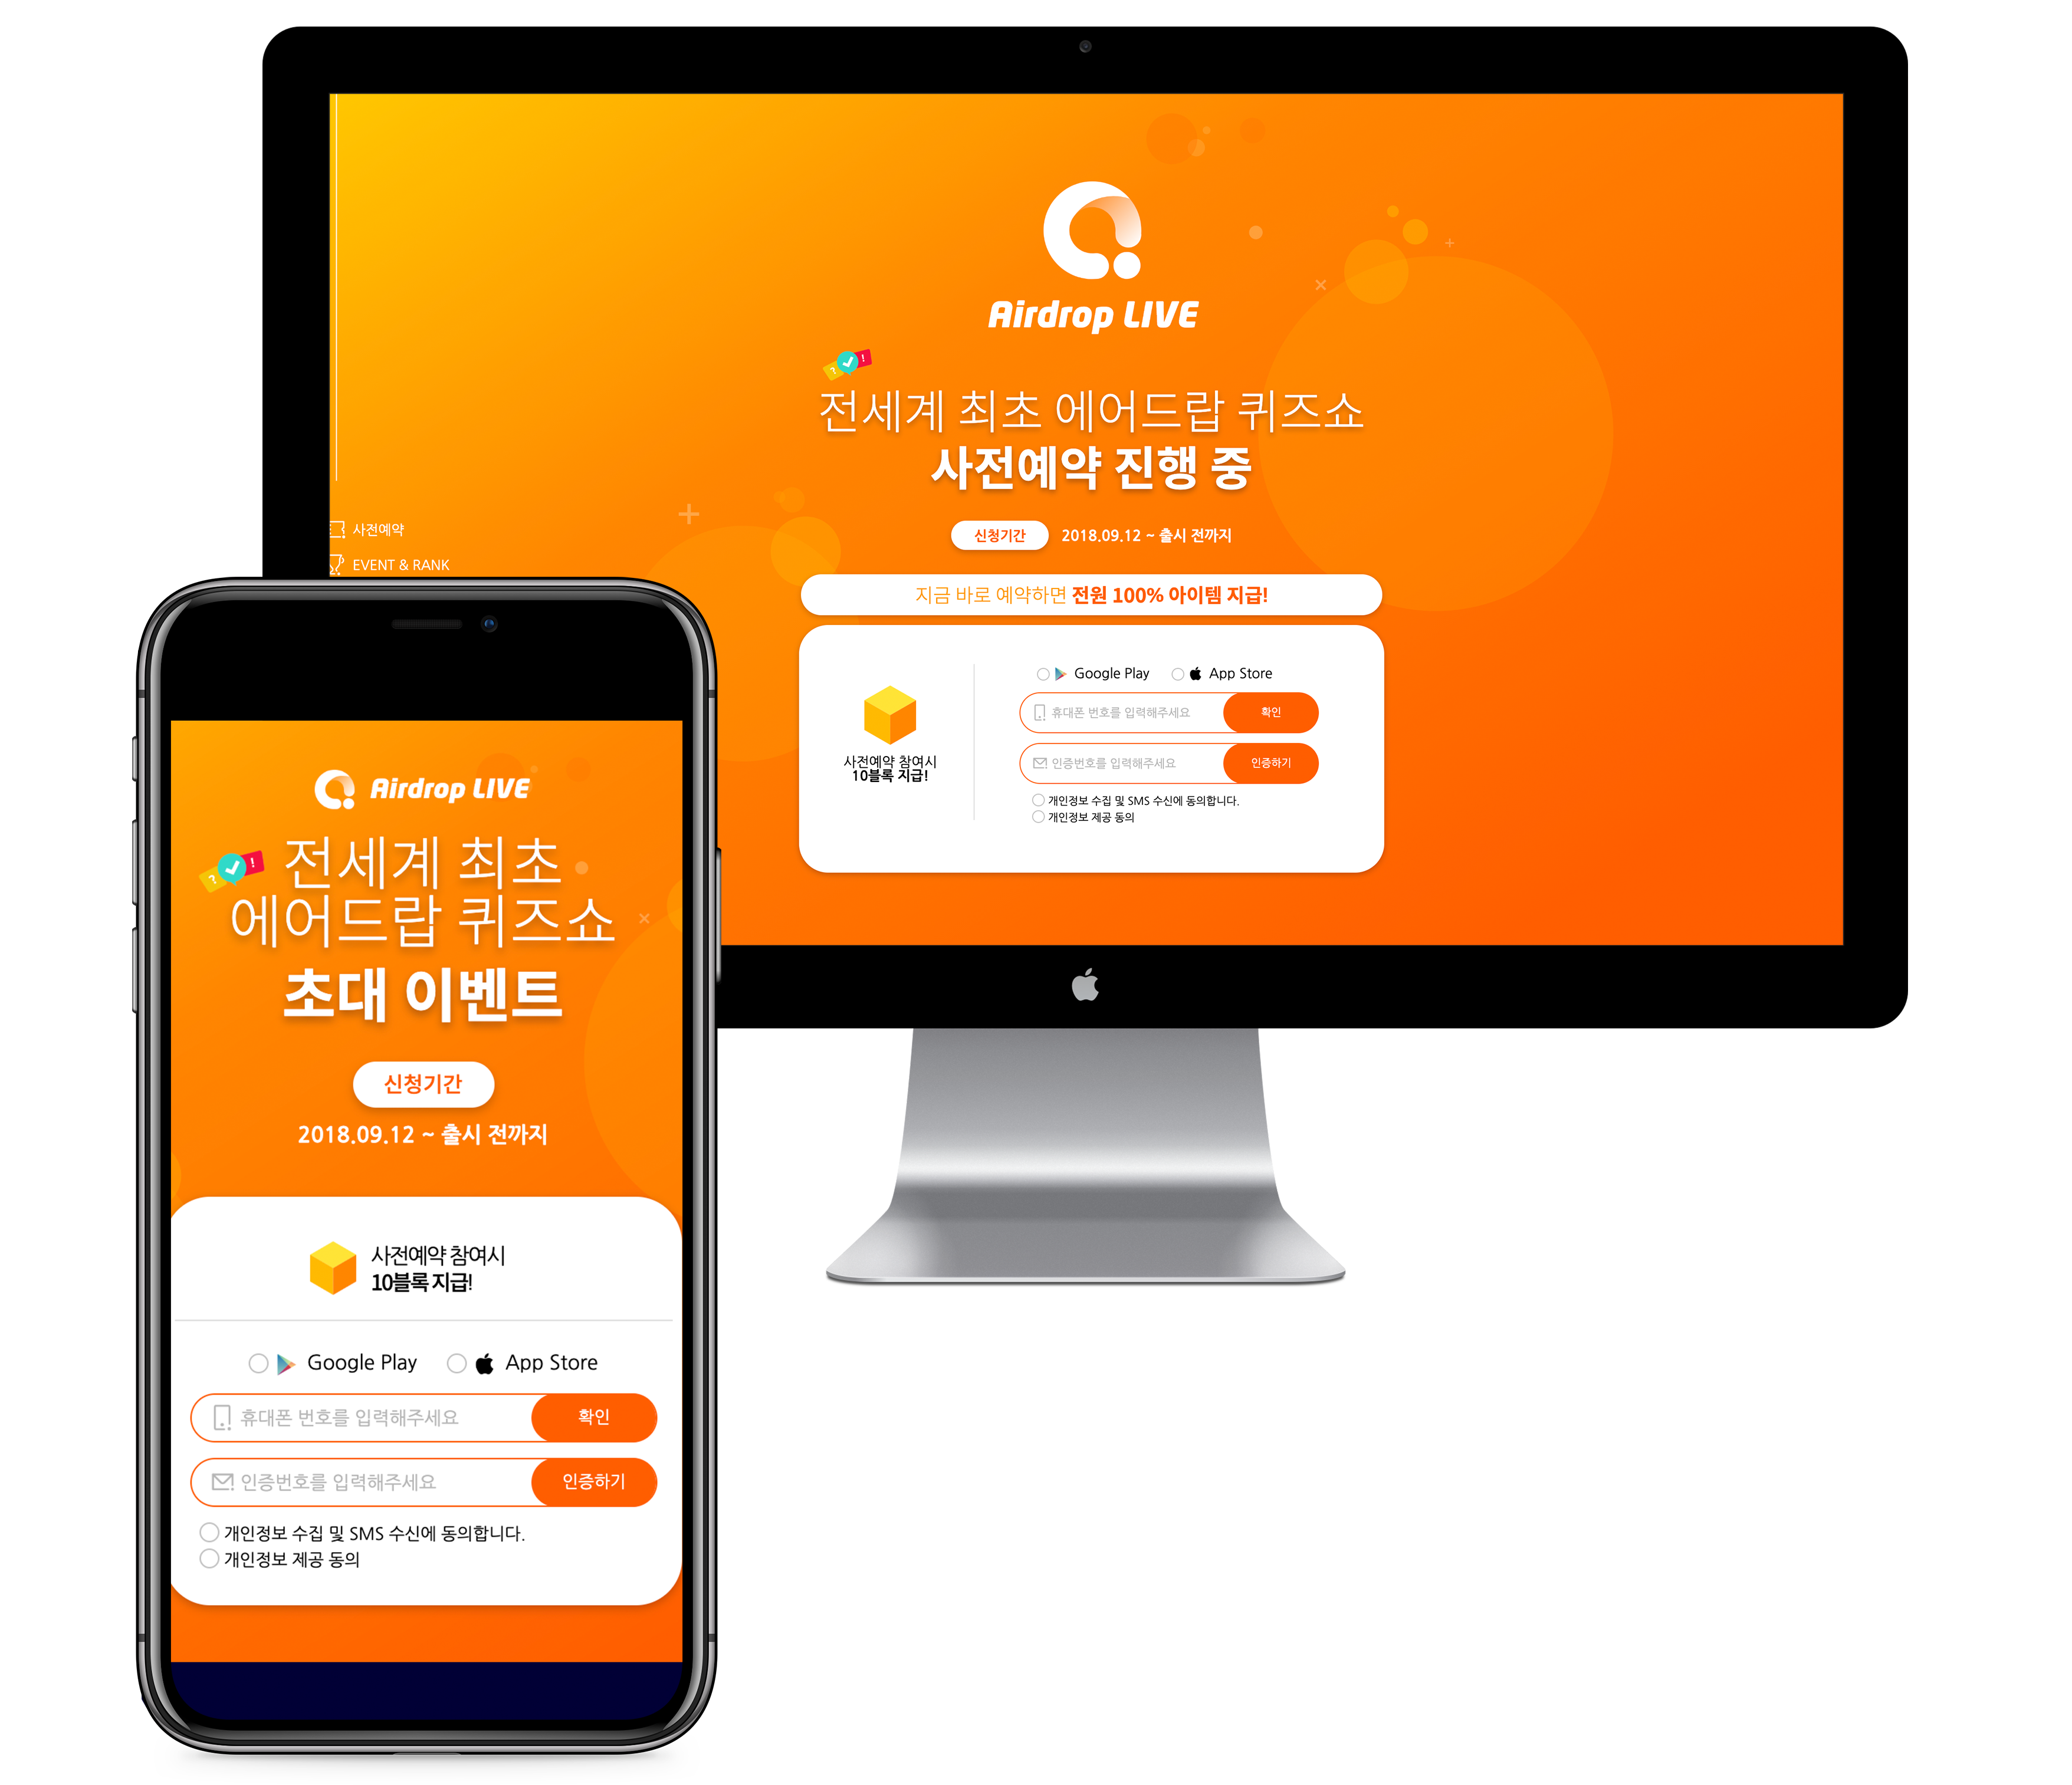 Airdrop LIVE
전세계 최초 에어드랍 퀴즈쇼
사전예약 진행 중
신청기간 2018.09.12 ~ 출시 전까지
사전예약
EVENT & RANK
지금 바로 예약하면 전원 100% 아이템 지급!
사전예약 참여시
10블록 지급!
Google Play App Store
휴대폰 번호를 입력해주세요 확인
인증번호를 입력해주세요 인증하기
개인정보 수집 및 SMS 수신에 동의합니다.
개인정보 제공 동의
Airdrop LIVE
? !
전세계 최초
에어드랍 퀴즈쇼
초대 이벤트
신청기간
2018.09.12 ~ 출시 전까지
사전예약 참여시
10블록 지급!
Google Play App Store
휴대폰 번호를 입력해주세요 확인
인증번호를 입력해주세요 인증하기
개인정보 수집 및 SMS 수신에 동의합니다.
개인정보 제공 동의